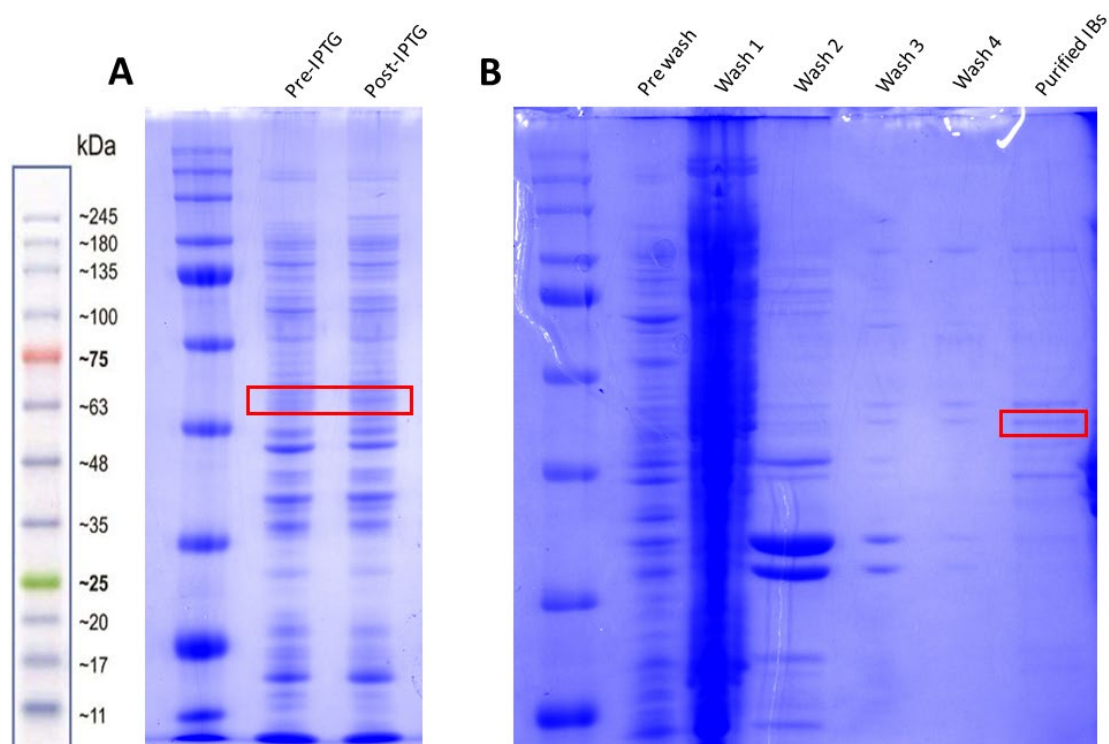 A
Pre-IPTG
Post-IPTG
B
Pre wash
Wash 1
Wash 2
Wash 3
Wash 4
Purified IBs
kDa
~245
~180
~135
~100
~75
~63
~48
~35
~25
~20
~17
~11